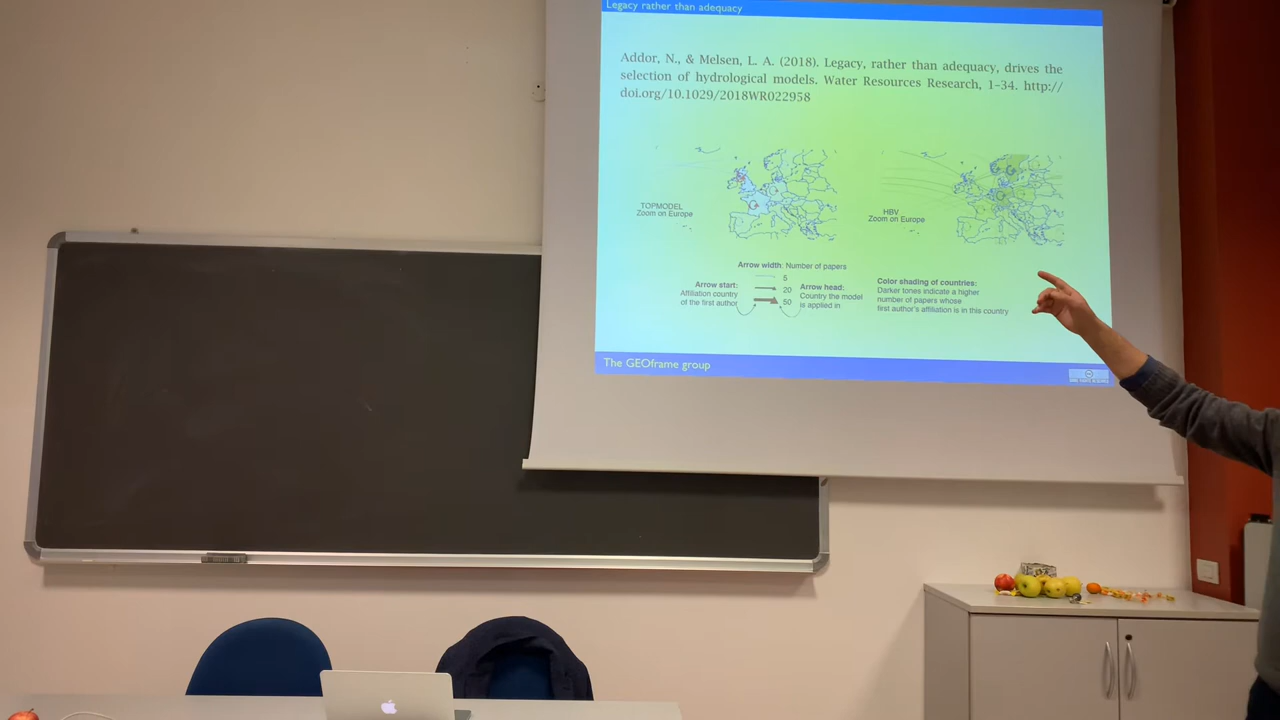 Legacy rather than adequacy
Addor, N., & Melsen, L. A. (2018). Legacy, rather than adequacy, drives the
selection of hydrological models. Water Resources Research, 1–34. http://
doi.org/10.1029/2018WR022958
TOPMODEL
Zoom on Europe
HBV
Zoom on Europe
Arrow width: Number of papers
5
20
50
Arrow start:
Affiliation country
of the first author
Arrow head:
Country the model
is applied in
Color shading of countries:
Darker tones indicate a higher
number of papers whose
first author's affiliation is in this country
The GEOframe group